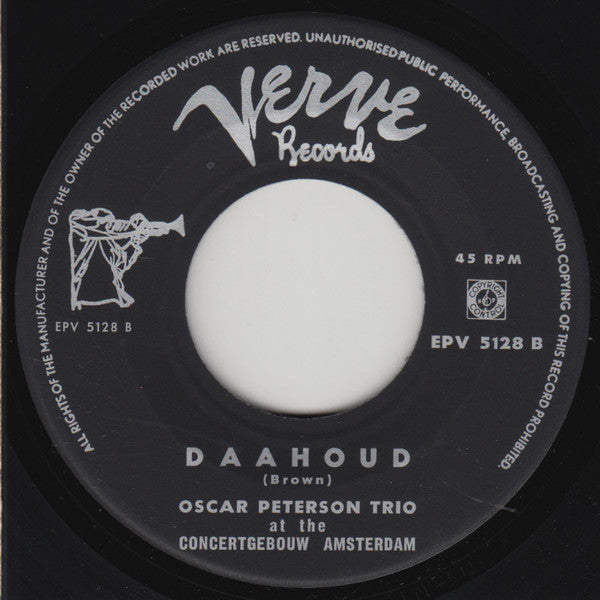 ALL RIGHTS OF THE MANUFACTURER AND OF THE OWNER OF THE RECORDED WORK ARE RESERVED. UNAUTHORISED PUBLIC PERFORMANCE, BROADCASTING AND COPYING OF THIS RECORD PROHIBITED.
Verve
Records
45 RPM
COPYRIGHT
CONTROL
EPV 5128 B
EPV 5128 B
DAAHOUD
(Brown)
OSCAR PETERSON TRIO
at the
CONCERTGEBOUW AMSTERDAM